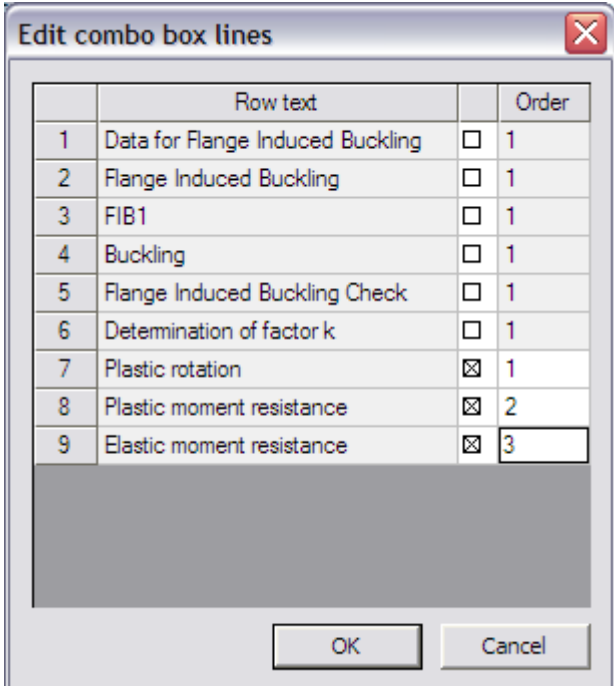 Edit combo box lines
Row text Order
1 Data for Flange Induced Buckling 1
2 Flange Induced Buckling 1
3 FIB1 1
4 Buckling 1
5 Flange Induced Buckling Check 1
6 Determination of factor k 1
7 Plastic rotation 1
8 Plastic moment resistance 2
9 Elastic moment resistance 3
OK Cancel